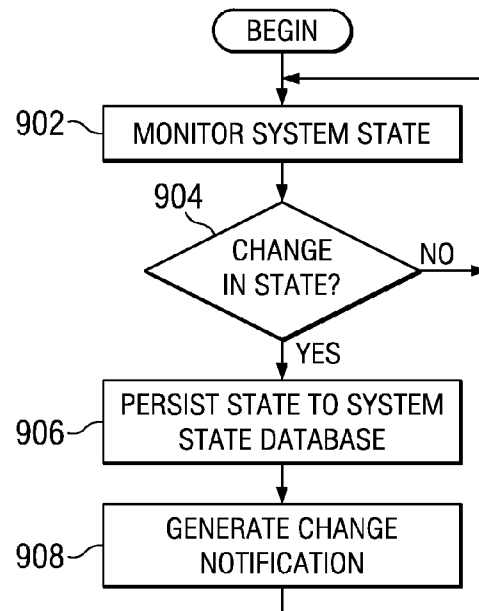 BEGIN
902
MONITOR SYSTEM STATE
904
CHANGE
IN STATE?
NO
YES
906
PERSIST STATE TO SYSTEM
STATE DATABASE
908
GENERATE CHANGE
NOTIFICATION